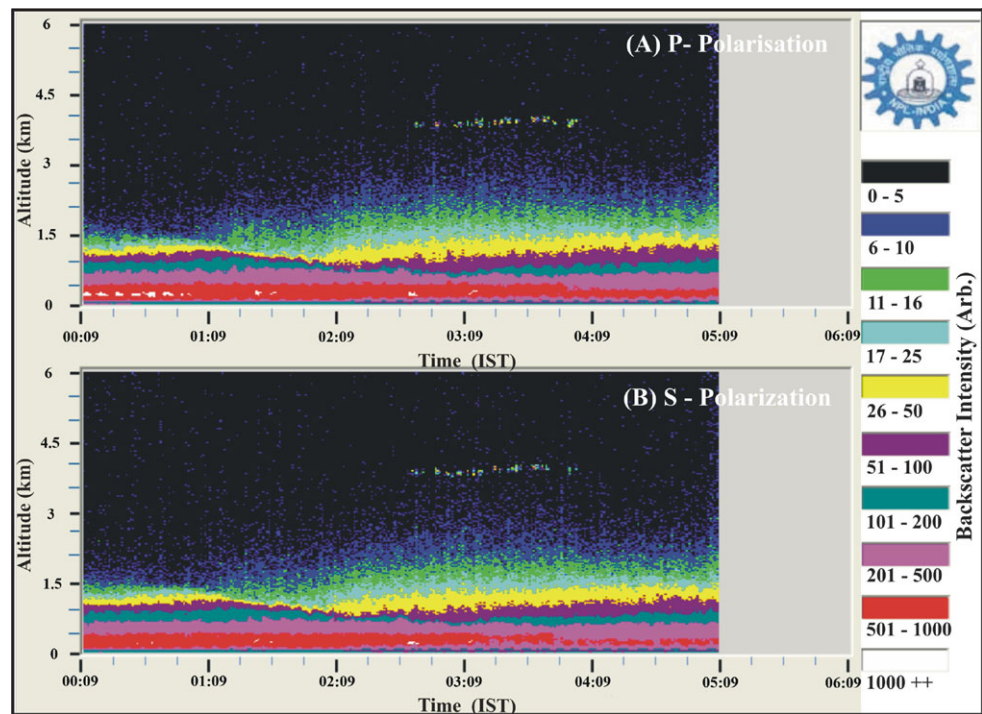 (A) P- Polarisation
Altitude (km)
6
4.5
3
1.5
0
00:09 01:09 02:09 03:09 04:09 05:09 06:09
Time (IST)
(B) S - Polarization
Altitude (km)
6
4.5
3
1.5
0
00:09 01:09 02:09 03:09 04:09 05:09 06:09
Time (IST)
राष्ट्रीय भौतिक प्रयोगशाला
NPL-INDIA
0 - 5
6 - 10
11 - 16
17 - 25
26 - 50
51 - 100
101 - 200
201 - 500
501 - 1000
1000 ++
Backscatter Intensity (Arb.)